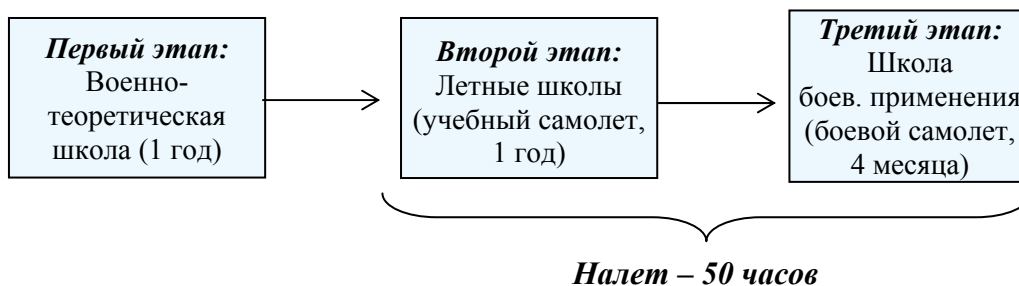 Первый этап:
Военно-
теоретическая
школа (1 год)
Второй этап:
Летные школы
(учебный самолет,
1 год)
Третий этап:
Школа
боев. применения
(боевой самолет,
4 месяца)
Налет – 50 часов